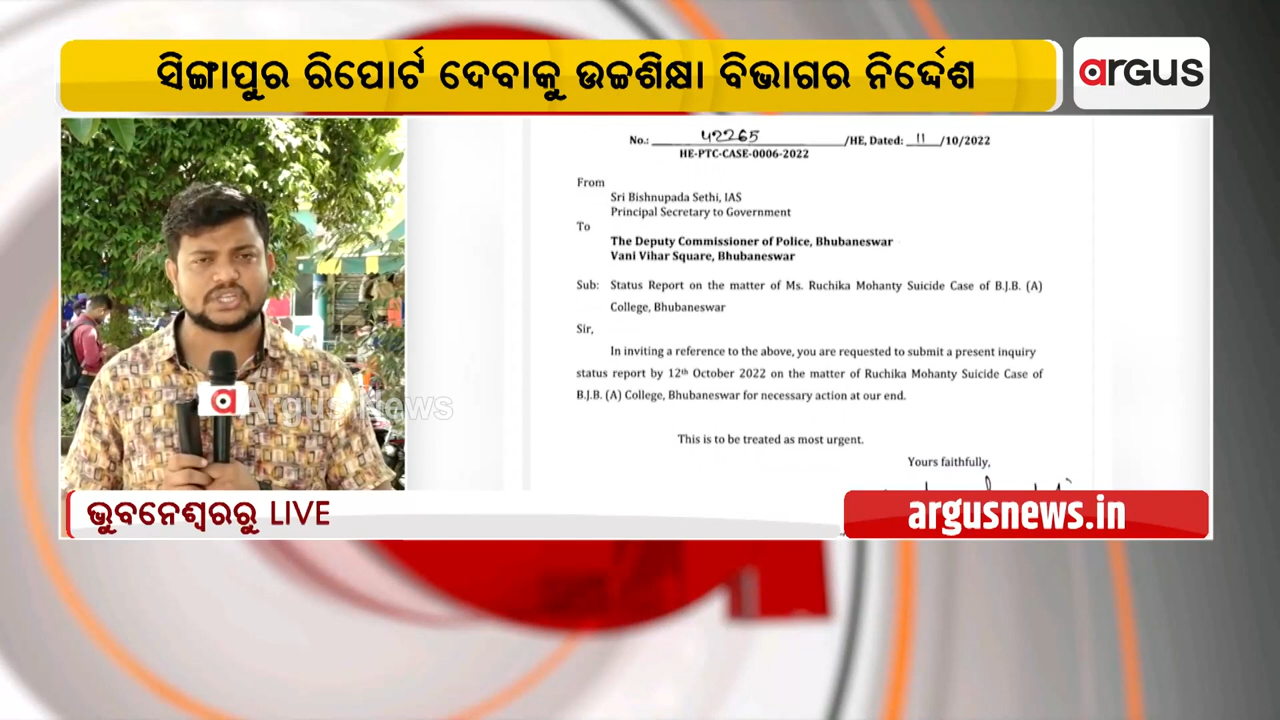 ସିଙ୍ଗାପୁର ରିପୋର୍ଟ ଦେବାକୁ ଉଚ୍ଚଶିକ୍ଷା ବିଭାଗର ନିର୍ଦ୍ଦେଶ
argus
No.: 42265 /HE, Dated: 11 /10/2022
HE-PTC-CASE-0006-2022
From
Sri Bishnupada Sethi, IAS
Principal Secretary to Government
To
The Deputy Commissioner of Police, Bhubaneswar
Vani Vihar Square, Bhubaneswar
Sub: Status Report on the matter of Ms. Ruchika Mohanty Suicide Case of B.J.B. (A)
College, Bhubaneswar
Sir,
In inviting a reference to the above, you are requested to submit a present inquiry
status report by 12th October 2022 on the matter of Ruchika Mohanty Suicide Case of
B.J.B. (A) College, Bhubaneswar for necessary action at our end.
This is to be treated as most urgent.
Yours faithfully,
a
Argus News
ଭୁବନେଶ୍ୱରରୁ LIVE
argusnews.in